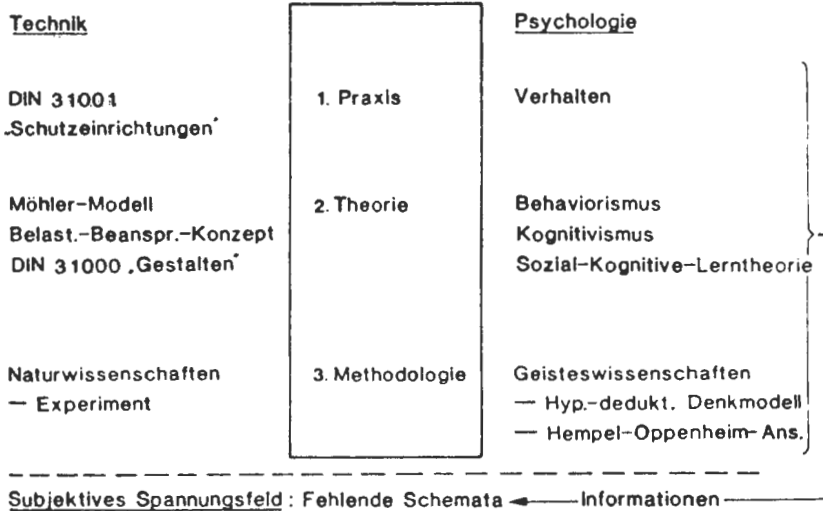 Technik Psychologie
DIN 31001 1. Praxis Verhalten
„Schutzeinrichtungen"
Möhler-Modell 2. Theorie Behaviorismus
Belast.-Beanspr.-Konzept Kognitivismus
DIN 31000 „Gestalten" Sozial-Kognitive-Lerntheorie
Naturwissenschaften 3. Methodologie Geisteswissenschaften
— Experiment — Hyp.-dedukt. Denkmodell
— Hempel-Oppenheim-Ans.
Subjektives Spannungsfeld : Fehlende Schemata Informationen